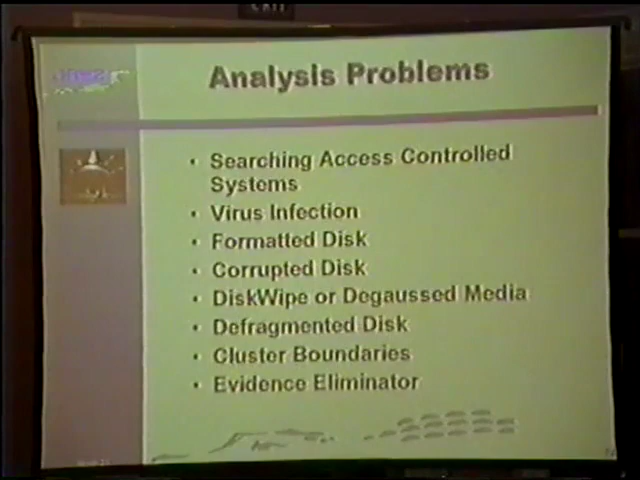 EXIT
Analysis Problems
• Searching Access Controlled
Systems
• Virus Infection
• Formatted Disk
• Corrupted Disk
• DiskWipe or Degaussed Media
• Defragmented Disk
• Cluster Boundaries
• Evidence Eliminator